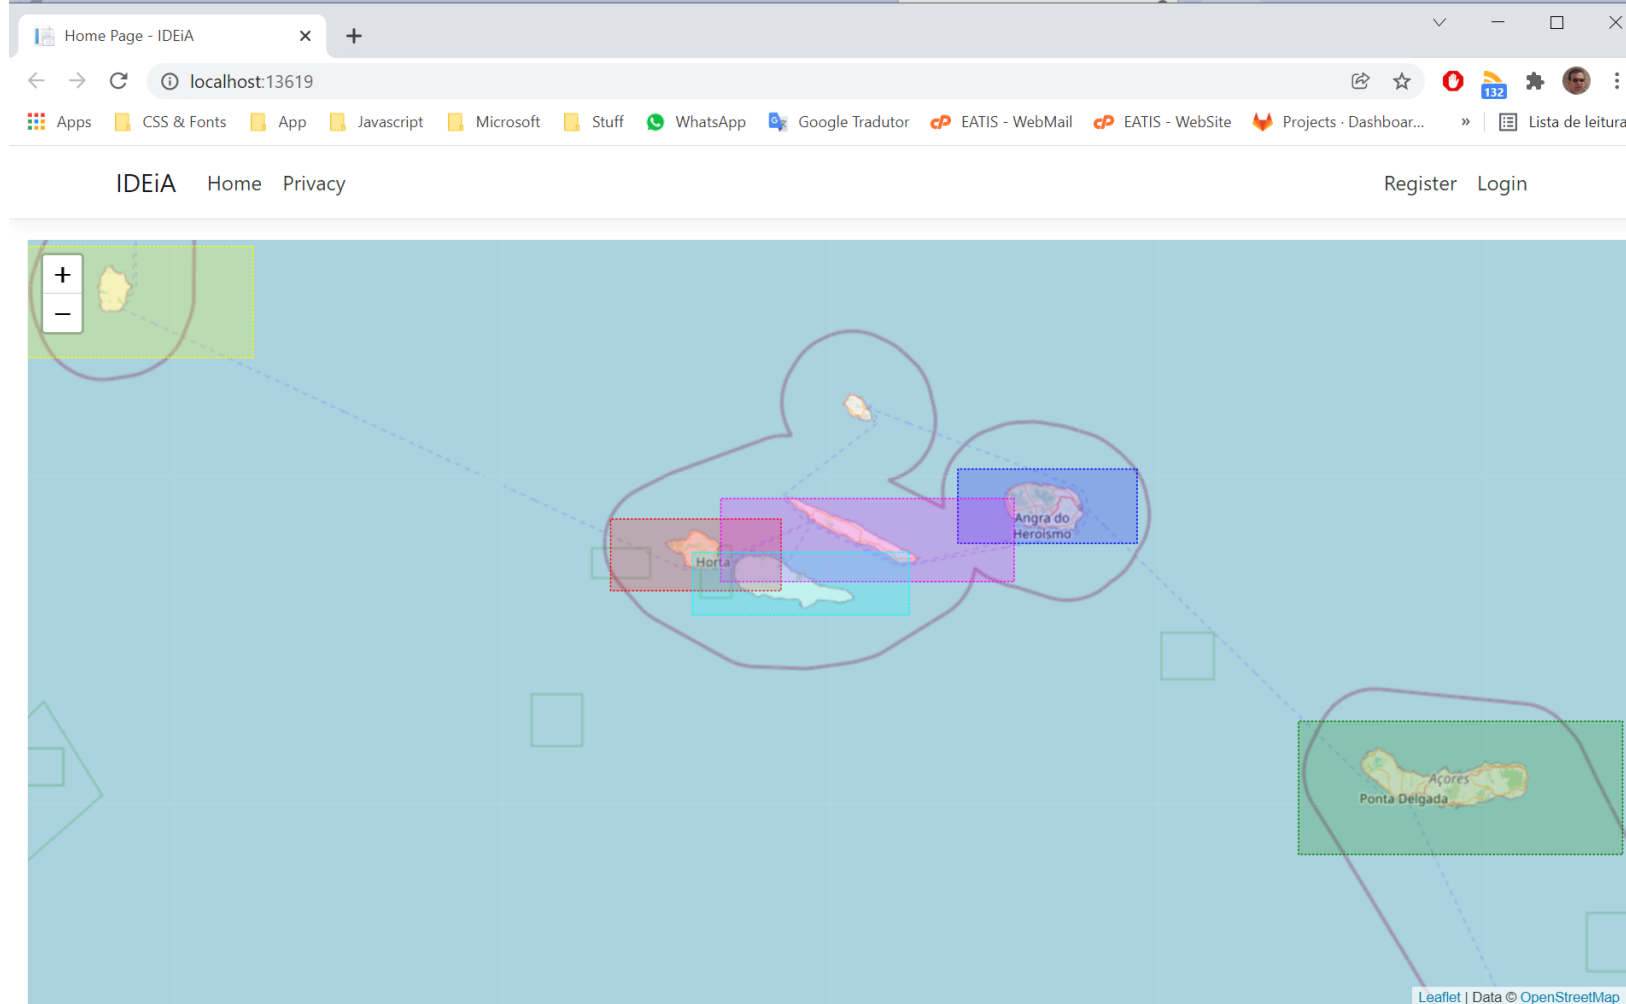 Home Page - IDEiA
localhost:13619
132
Apps CSS & Fonts App Javascript Microsoft Stuff WhatsApp Google Tradutor EATIS - WebMail EATIS - WebSite Projects · Dashboar... » Lista de leitura
IDEiA Home Privacy Register Login
+
−
Angra do
Heroísmo
Horta
Açores
Ponta Delgada
Leaflet | Data © OpenStreetMap